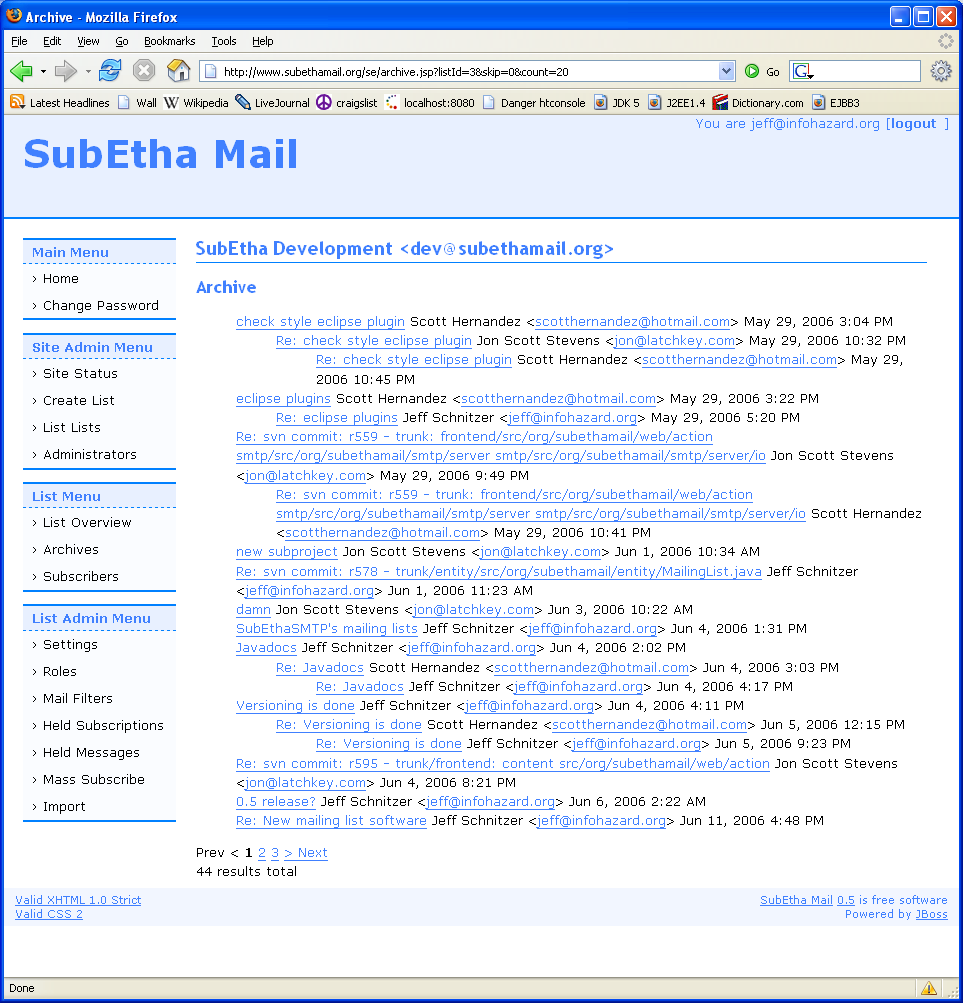 Archive - Mozilla Firefox
File Edit View Go Bookmarks Tools Help
http://www.subethamail.org/se/archive.jsp?listId=3&skip=0&count=20
Go
G
Latest Headlines Wall W Wikipedia LiveJournal craigslist localhost:8080 Danger htconsole JDK 5 J2EE1.4 Dictionary.com EJBB3
You are jeff@infohazard.org [logout ]
SubEtha Mail
Main Menu
› Home
› Change Password
Site Admin Menu
› Site Status
› Create List
› List Lists
› Administrators
List Menu
› List Overview
› Archives
› Subscribers
List Admin Menu
› Settings
› Roles
› Mail Filters
› Held Subscriptions
› Held Messages
› Mass Subscribe
› Import
SubEtha Development <dev@subethamail.org>
Archive
check style eclipse plugin Scott Hernandez <scotthernandez@hotmail.com> May 29, 2006 3:04 PM
Re: check style eclipse plugin Jon Scott Stevens <jon@latchkey.com> May 29, 2006 10:32 PM
Re: check style eclipse plugin Scott Hernandez <scotthernandez@hotmail.com> May 29,
2006 10:45 PM
eclipse plugins Scott Hernandez <scotthernandez@hotmail.com> May 29, 2006 3:22 PM
Re: eclipse plugins Jeff Schnitzer <jeff@infohazard.org> May 29, 2006 5:20 PM
Re: svn commit: r559 - trunk: frontend/src/org/subethamail/web/action
smtp/src/org/subethamail/smtp/server smtp/src/org/subethamail/smtp/server/io Jon Scott Stevens
<jon@latchkey.com> May 29, 2006 9:49 PM
Re: svn commit: r559 - trunk: frontend/src/org/subethamail/web/action
smtp/src/org/subethamail/smtp/server smtp/src/org/subethamail/smtp/server/io Scott Hernandez
<scotthernandez@hotmail.com> May 29, 2006 10:41 PM
new subproject Jon Scott Stevens <jon@latchkey.com> Jun 1, 2006 10:34 AM
Re: svn commit: r578 - trunk/entity/src/org/subethamail/entity/MailingList.java Jeff Schnitzer
<jeff@infohazard.org> Jun 1, 2006 11:23 AM
damn Jon Scott Stevens <jon@latchkey.com> Jun 3, 2006 10:22 AM
SubEthaSMTP's mailing lists Jeff Schnitzer <jeff@infohazard.org> Jun 4, 2006 1:31 PM
Javadocs Jeff Schnitzer <jeff@infohazard.org> Jun 4, 2006 2:02 PM
Re: Javadocs Scott Hernandez <scotthernandez@hotmail.com> Jun 4, 2006 3:03 PM
Re: Javadocs Jeff Schnitzer <jeff@infohazard.org> Jun 4, 2006 4:17 PM
Versioning is done Jeff Schnitzer <jeff@infohazard.org> Jun 4, 2006 4:11 PM
Re: Versioning is done Scott Hernandez <scotthernandez@hotmail.com> Jun 5, 2006 12:15 PM
Re: Versioning is done Jeff Schnitzer <jeff@infohazard.org> Jun 5, 2006 9:23 PM
Re: svn commit: r595 - trunk/frontend: content src/org/subethamail/web/action Jon Scott Stevens
<jon@latchkey.com> Jun 4, 2006 8:21 PM
0.5 release? Jeff Schnitzer <jeff@infohazard.org> Jun 6, 2006 2:22 AM
Re: New mailing list software Jeff Schnitzer <jeff@infohazard.org> Jun 11, 2006 4:48 PM
Prev < 1 2 3 > Next
44 results total
Valid XHTML 1.0 Strict
Valid CSS 2
SubEtha Mail 0.5 is free software
Powered by JBoss
Done